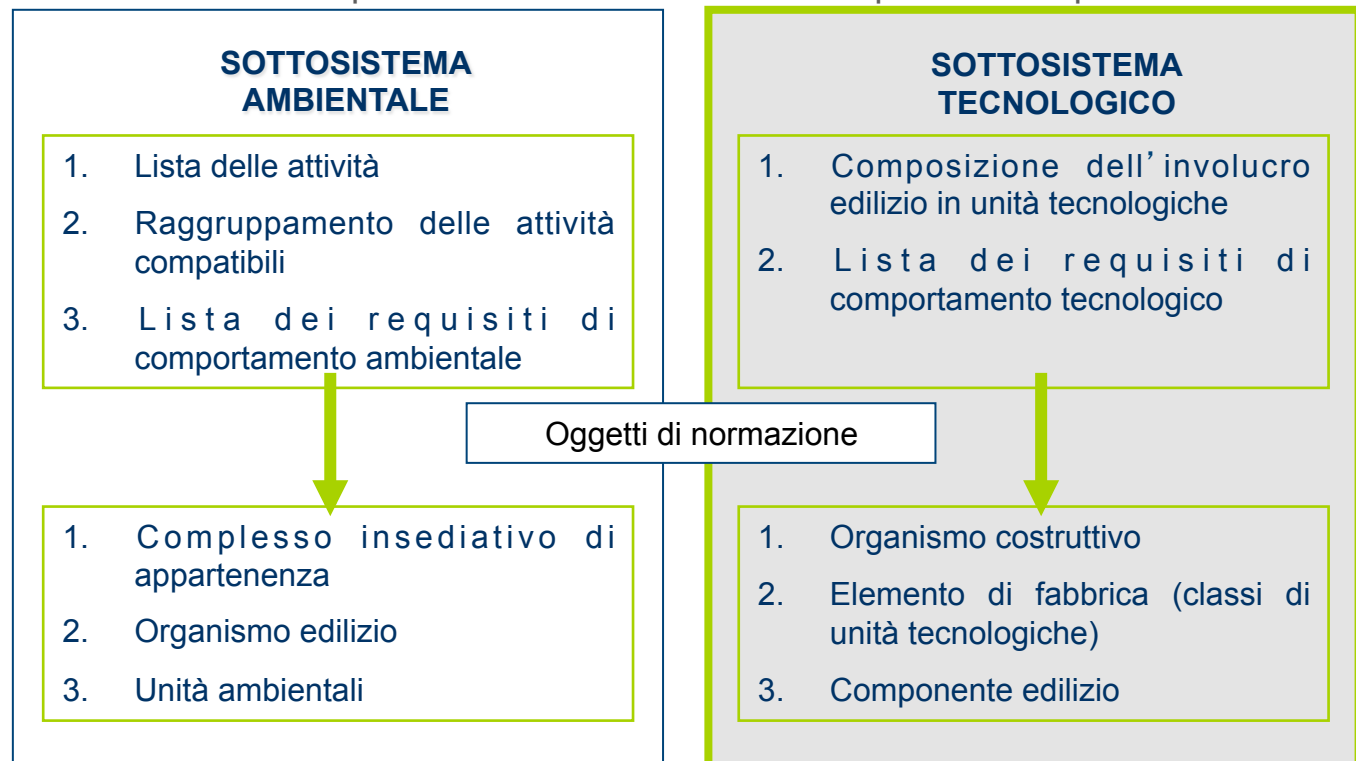 SOTTOSISTEMA
AMBIENTALE
1. Lista delle attività
2. Raggruppamento delle attività
compatibili
3. Lista dei requisiti di
comportamento ambientale
SOTTOSISTEMA
TECNOLOGICO
1. Composizione dell’involucro
edilizio in unità tecnologiche
2. Lista dei requisiti di
comportamento tecnologico
Oggetti di normazione
1. Complesso insediativo di
appartenenza
2. Organismo edilizio
3. Unità ambientali
1. Organismo costruttivo
2. Elemento di fabbrica (classi di
unità tecnologiche)
3. Componente edilizio